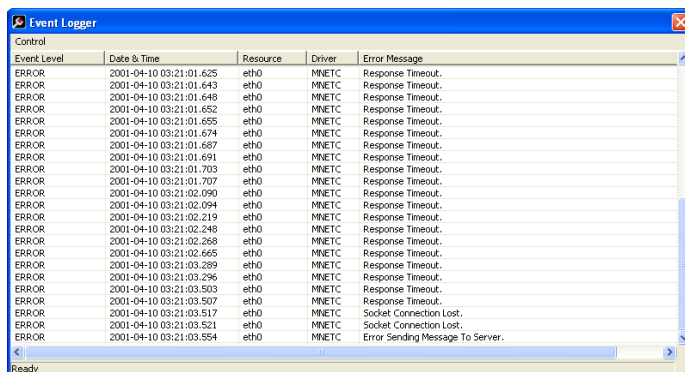 Event Logger
Control
Event Level Date & Time Resource Driver Error Message
ERROR 2001-04-10 03:21:01.625 eth0 MNETC Response Timeout.
ERROR 2001-04-10 03:21:01.643 eth0 MNETC Response Timeout.
ERROR 2001-04-10 03:21:01.648 eth0 MNETC Response Timeout.
ERROR 2001-04-10 03:21:01.652 eth0 MNETC Response Timeout.
ERROR 2001-04-10 03:21:01.655 eth0 MNETC Response Timeout.
ERROR 2001-04-10 03:21:01.674 eth0 MNETC Response Timeout.
ERROR 2001-04-10 03:21:01.687 eth0 MNETC Response Timeout.
ERROR 2001-04-10 03:21:01.691 eth0 MNETC Response Timeout.
ERROR 2001-04-10 03:21:01.703 eth0 MNETC Response Timeout.
ERROR 2001-04-10 03:21:01.707 eth0 MNETC Response Timeout.
ERROR 2001-04-10 03:21:02.090 eth0 MNETC Response Timeout.
ERROR 2001-04-10 03:21:02.094 eth0 MNETC Response Timeout.
ERROR 2001-04-10 03:21:02.219 eth0 MNETC Response Timeout.
ERROR 2001-04-10 03:21:02.248 eth0 MNETC Response Timeout.
ERROR 2001-04-10 03:21:02.268 eth0 MNETC Response Timeout.
ERROR 2001-04-10 03:21:02.665 eth0 MNETC Response Timeout.
ERROR 2001-04-10 03:21:03.289 eth0 MNETC Response Timeout.
ERROR 2001-04-10 03:21:03.296 eth0 MNETC Response Timeout.
ERROR 2001-04-10 03:21:03.503 eth0 MNETC Response Timeout.
ERROR 2001-04-10 03:21:03.507 eth0 MNETC Response Timeout.
ERROR 2001-04-10 03:21:03.517 eth0 MNETC Socket Connection Lost.
ERROR 2001-04-10 03:21:03.521 eth0 MNETC Socket Connection Lost.
ERROR 2001-04-10 03:21:03.554 eth0 MNETC Error Sending Message To Server.
Ready